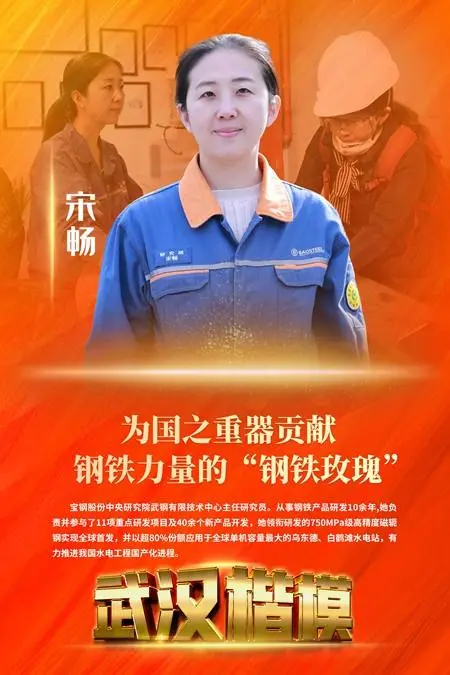 宋畅
研究院
宋畅
BAOSTEEL
为国之重器贡献
钢铁力量的“钢铁玫瑰”
宝钢股份中央研究院武钢有限技术中心主任研究员。从事钢铁产品研发10余年,她负
责并参与了11项重点研发项目及40余个新产品开发，她领衔研发的750MPa级高精度磁轭
钢实现全球首发，并以超80%份额应用于全球单机容量最大的乌东德、白鹤滩水电站，有
力推进我国水电工程国产化进程。
武汉楷模